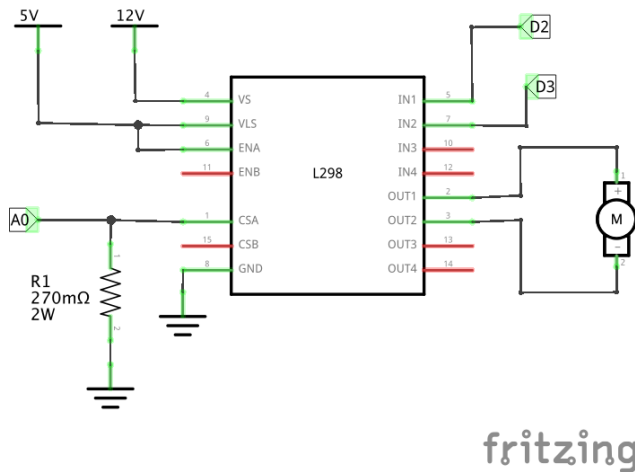 5V
12V
D2
D3
4 VS
9 VLS
6 ENA
11 ENB
L298
IN1 5
IN2 7
IN3 10
IN4 12
OUT1 2
OUT2 3
OUT3 13
OUT4 14
A0
1 CSA
15 CSB
8 GND
1
R1
270mΩ
2W
2
1
+
M
-
2
fritzing